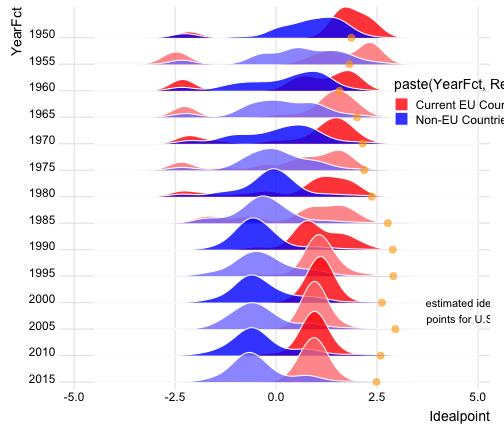 YearFct
1950
1955
1960
1965
1970
1975
1980
1985
1990
1995
2000
2005
2010
2015
paste(YearFct, Re
Current EU Cour
Non-EU Countrie
estimated ide
points for U.S
-5.0 -2.5 0.0 2.5 5.0
Idealpoint